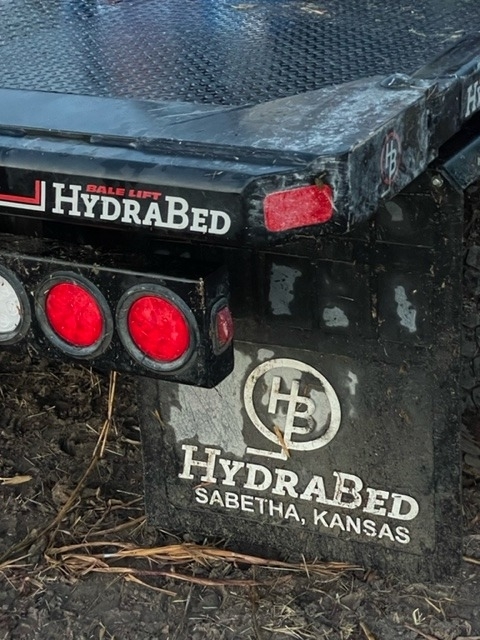 BALE LIFT
HYDRABED
HB
H
HB
HYDRABED
SABETHA, KANSAS